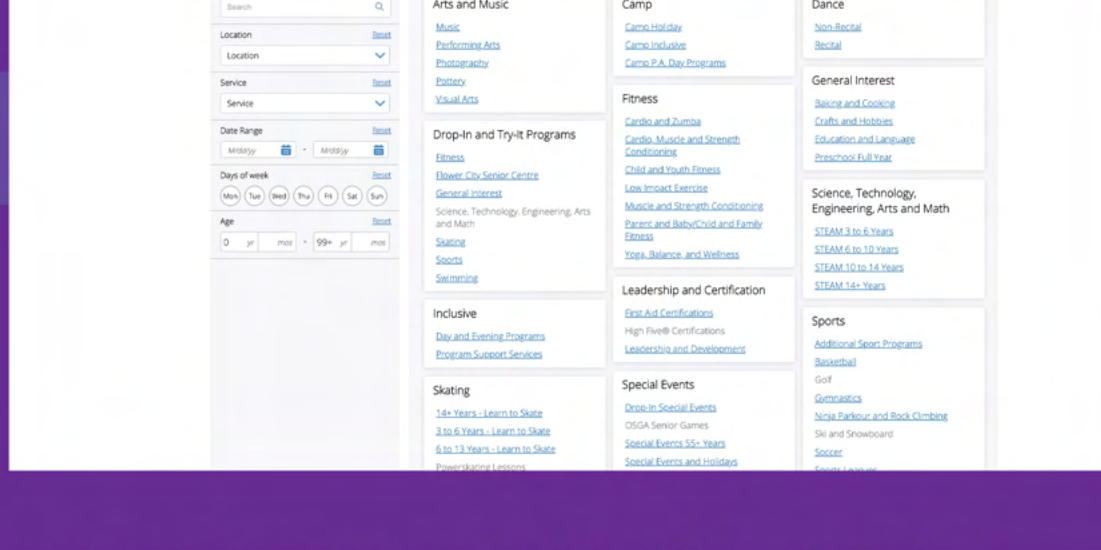 Search
Location Reset
Location
Service Reset
Service
Date Range Reset
M/dd/yy - M/dd/yy
Days of week Reset
Mon Tue Wed Thu Fri Sat Sun
Age Reset
0 yr mos - 99+ yr mos
Arts and Music
Music
Performing Arts
Photography
Pottery
Visual Arts
Drop-In and Try-It Programs
Fitness
Flower City Senior Centre
General Interest
Science, Technology, Engineering, Arts
and Math
Skating
Sports
Swimming
Inclusive
Day and Evening Programs
Program Support Services
Skating
14+ Years - Learn to Skate
3 to 6 Years - Learn to Skate
6 to 13 Years - Learn to Skate
Powerskating Lessons
Camp
Camp Holiday
Camp Inclusive
Camp P.A. Day Programs
Fitness
Cardio and Zumba
Cardio, Muscle and Strength
Conditioning
Child and Youth Fitness
Low Impact Exercise
Muscle and Strength Conditioning
Parent and Baby/Child and Family
Fitness
Yoga, Balance, and Wellness
Leadership and Certification
First Aid Certifications
High Five® Certifications
Leadership and Development
Special Events
Drop-In Special Events
OSGA Senior Games
Special Events 55+ Years
Special Events and Holidays
Dance
Non-Recital
Recital
General Interest
Baking and Cooking
Crafts and Hobbies
Education and Language
Preschool Full Year
Science, Technology,
Engineering, Arts and Math
STEAM 3 to 6 Years
STEAM 6 to 10 Years
STEAM 10 to 14 Years
STEAM 14+ Years
Sports
Additional Sport Programs
Basketball
Golf
Gymnastics
Ninja Parkour and Rock Climbing
Ski and Snowboard
Soccer
Sports Leagues